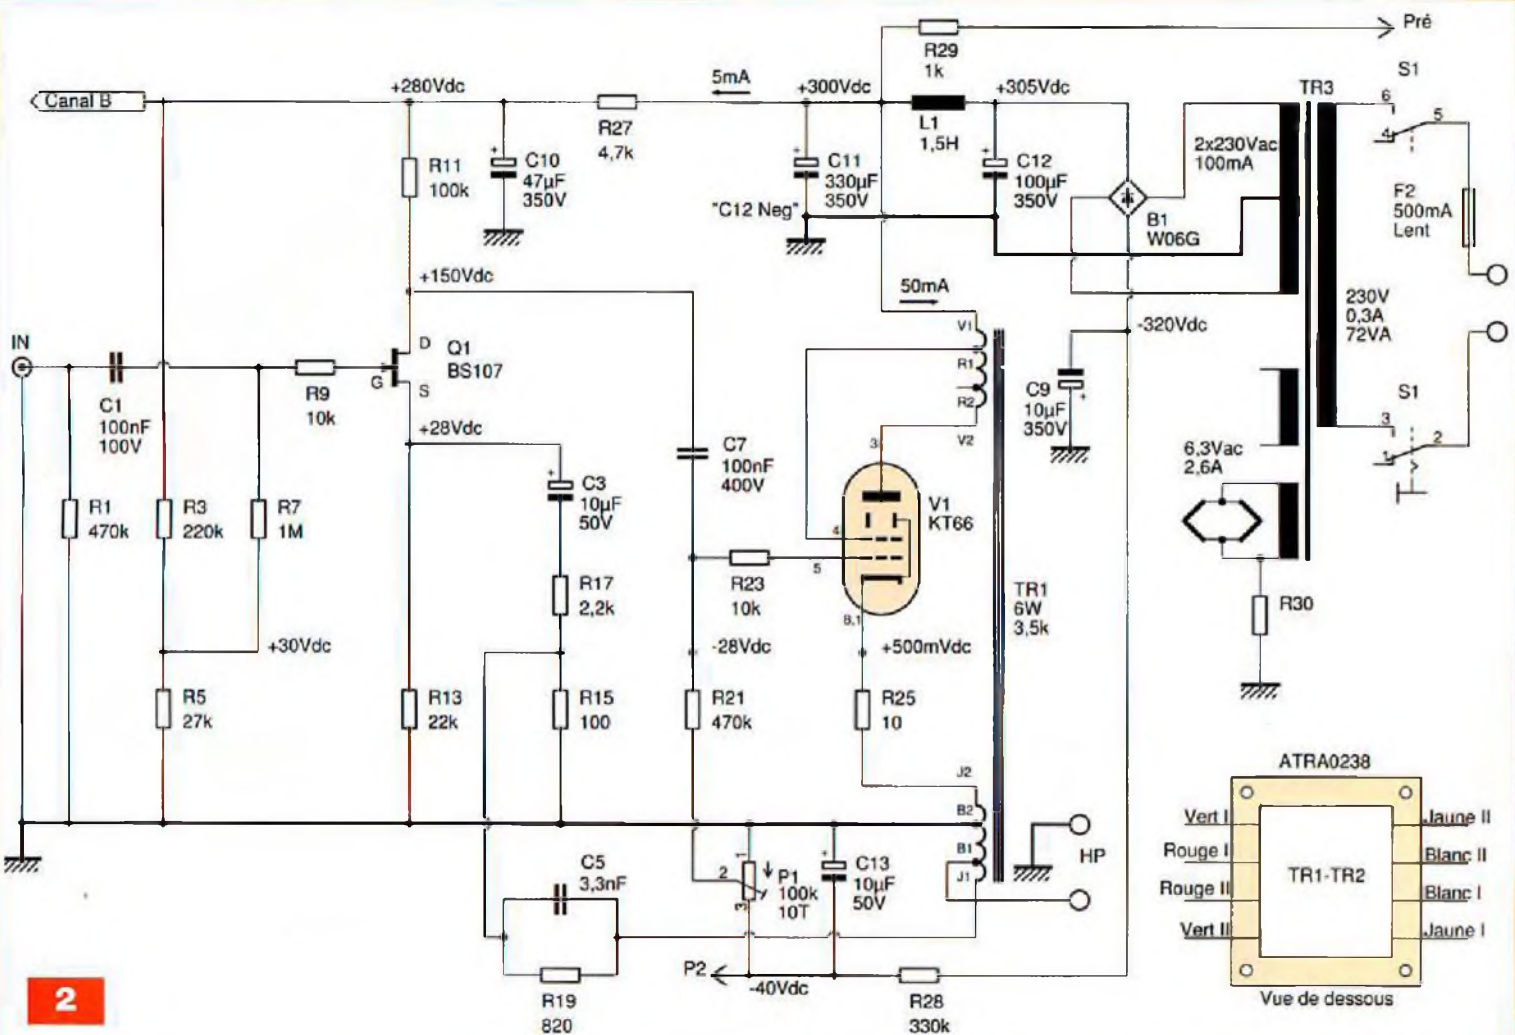 Pré
R29
1k
S1
Canal B
+280Vdc
5mA
+300Vdc
+305Vdc
TR3
6
5
4
R27
4,7k
L1
1,5H
2x230Vac
100mA
R11
100k
+
C10
47µF
350V
+
C11
330µF
350V
+
C12
100µF
350V
"C12 Neg"
B1
W06G
F2
500mA
Lent
+150Vdc
50mA
230V
0,3A
72VA
-320Vdc
V1
R1
R2
V2
IN
D
G
S
Q1
BS107
R9
10k
C1
100nF
100V
C9
10µF
350V
+
S1
3
2
1
+28Vdc
C7
100nF
400V
3
6,3Vac
2,6A
+
C3
10µF
50V
V1
KT66
4
5
8,1
R1
470k
R3
220k
R7
1M
R17
2,2k
R23
10k
TR1
6W
3,5k
R30
+30Vdc
-28Vdc
+500mVdc
R5
27k
R13
22k
R15
100
R21
470k
R25
10
J2
B2
B1
J1
HP
ATRA0238
Vert I
Rouge I
Rouge II
Vert II
TR1-TR2
Jaune II
Blanc II
Blanc I
Jaune I
Vue de dessous
C5
3,3nF
1
2
3
P1
100k
10T
+
C13
10µF
50V
R19
820
P2
-40Vdc
R28
330k
2